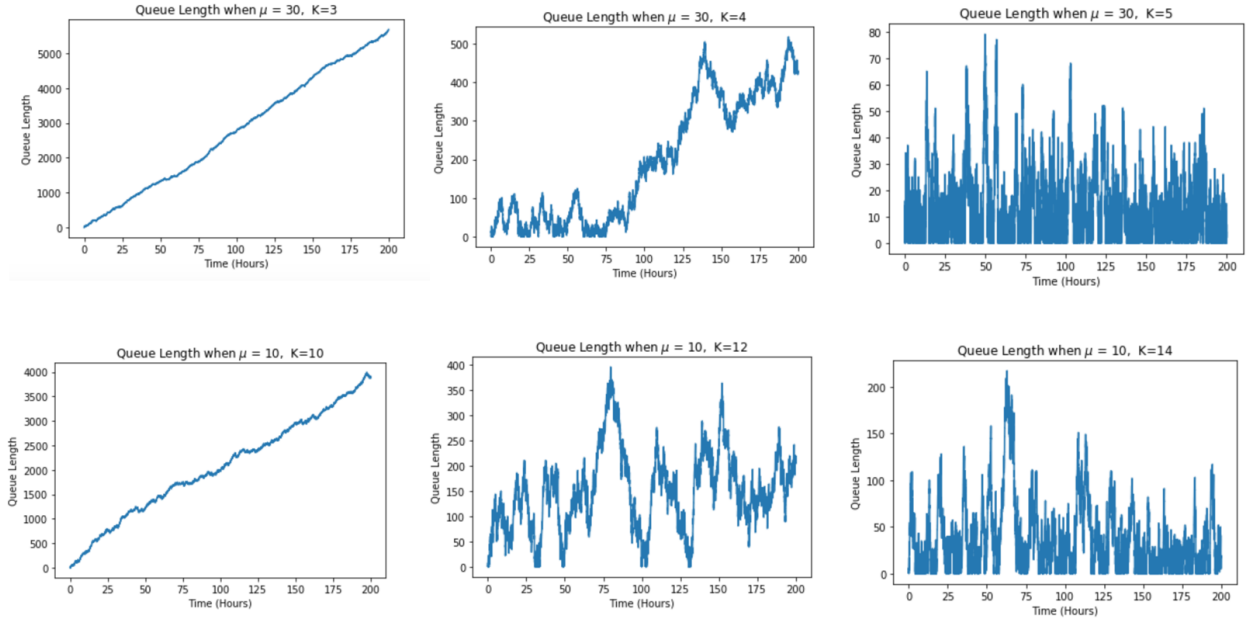 Queue Length when μ = 30, K=3
Queue Length
5000
4000
3000
2000
1000
0
0 25 50 75 100 125 150 175 200
Time (Hours)
Queue Length when μ = 30, K=4
Queue Length
500
400
300
200
100
0
0 25 50 75 100 125 150 175 200
Time (Hours)
Queue Length when μ = 30, K=5
Queue Length
80
70
60
50
40
30
20
10
0
0 25 50 75 100 125 150 175 200
Time (Hours)
Queue Length when μ = 10, K=10
Queue Length
4000
3500
3000
2500
2000
1500
1000
500
0
0 25 50 75 100 125 150 175 200
Time (Hours)
Queue Length when μ = 10, K=12
Queue Length
400
350
300
250
200
150
100
50
0
0 25 50 75 100 125 150 175 200
Time (Hours)
Queue Length when μ = 10, K=14
Queue Length
200
150
100
50
0
0 25 50 75 100 125 150 175 200
Time (Hours)